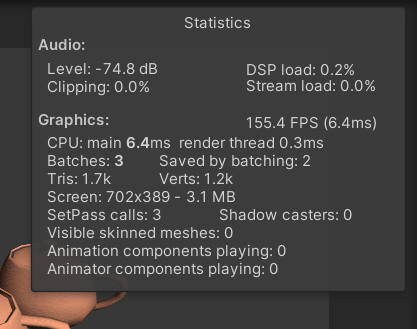 Statistics
Audio:
Level: -74.8 dB DSP load: 0.2%
Clipping: 0.0% Stream load: 0.0%
Graphics: 155.4 FPS (6.4ms)
CPU: main 6.4ms render thread 0.3ms
Batches: 3 Saved by batching: 2
Tris: 1.7k Verts: 1.2k
Screen: 702x389 - 3.1 MB
SetPass calls: 3 Shadow casters: 0
Visible skinned meshes: 0
Animation components playing: 0
Animator components playing: 0